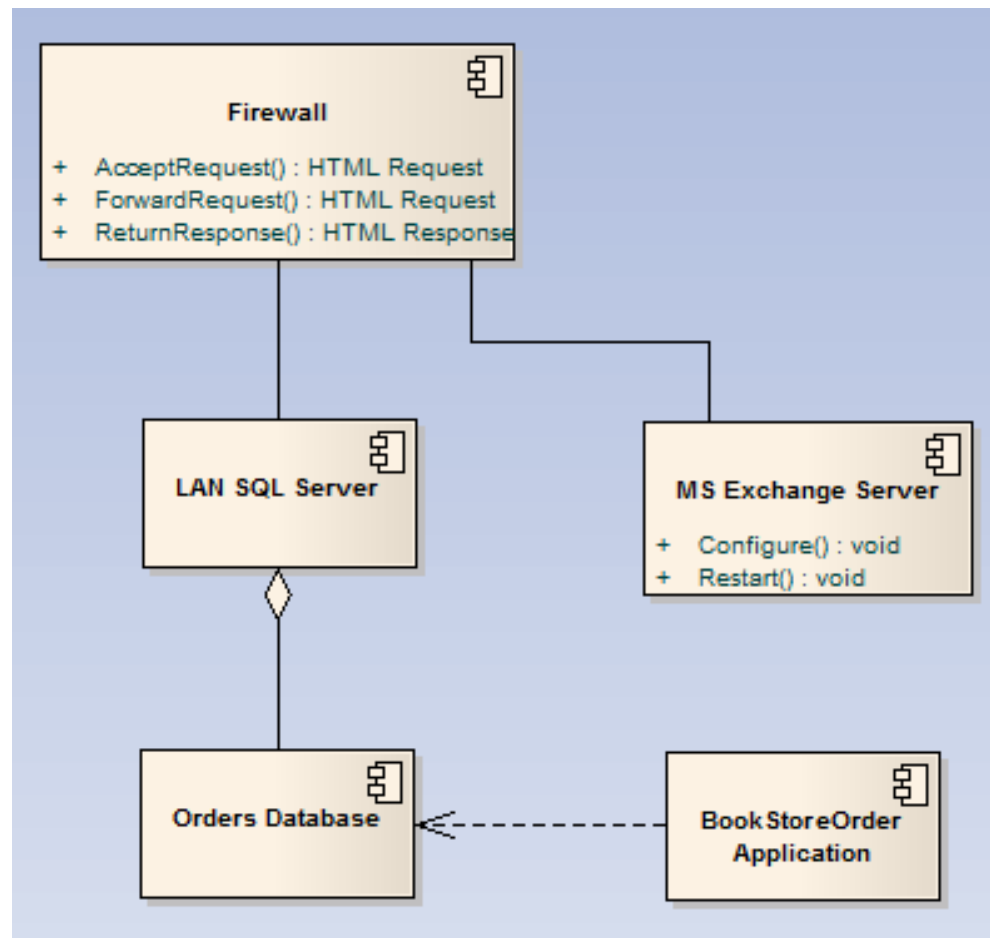 Firewall
+ AcceptRequest() : HTML Request
+ ForwardRequest() : HTML Request
+ ReturnResponse() : HTML Response
LAN SQL Server
MS Exchange Server
+ Configure() : void
+ Restart() : void
Orders Database
BookStoreOrder
Application